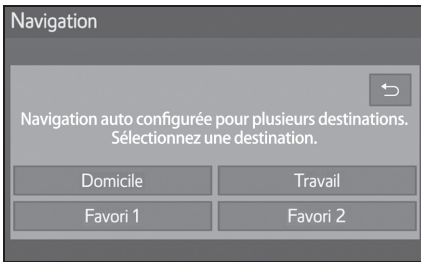 Navigation
Navigation auto configurée pour plusieurs destinations.
Sélectionnez une destination.
Domicile
Travail
Favori 1
Favori 2